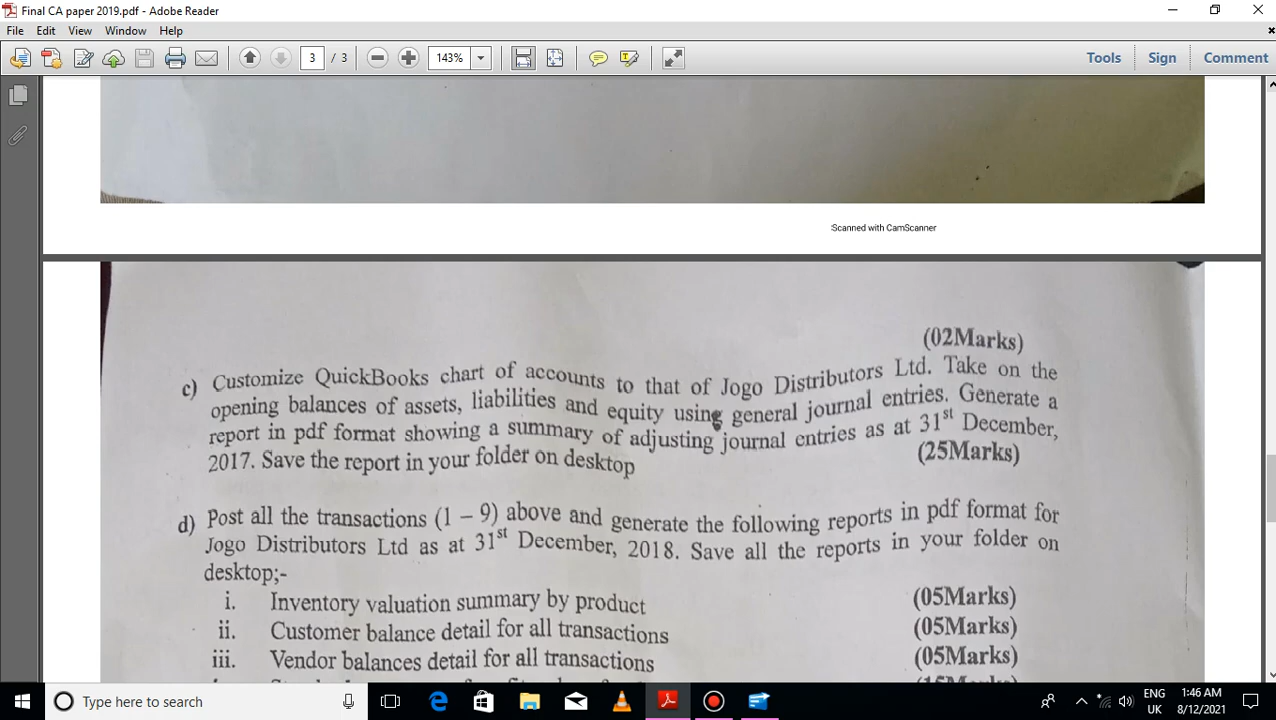 Final CA paper 2019.pdf - Adobe Reader
File Edit View Window Help
3 / 3 143% Tools Sign Comment
Scanned with CamScanner
(02Marks)
c) Customize QuickBooks chart of accounts to that of Jogo Distributors Ltd. Take on the
opening balances of assets, liabilities and equity using general journal entries. Generate a
report in pdf format showing a summary of adjusting journal entries as at 31st December,
2017. Save the report in your folder on desktop (25Marks)
d) Post all the transactions (1 – 9) above and generate the following reports in pdf format for
Jogo Distributors Ltd as at 31st December, 2018. Save all the reports in your folder on
desktop;-
i. Inventory valuation summary by product (05Marks)
ii. Customer balance detail for all transactions (05Marks)
iii. Vendor balances detail for all transactions (05Marks)
Type here to search
ENG 1:46 AM
UK 8/12/2021